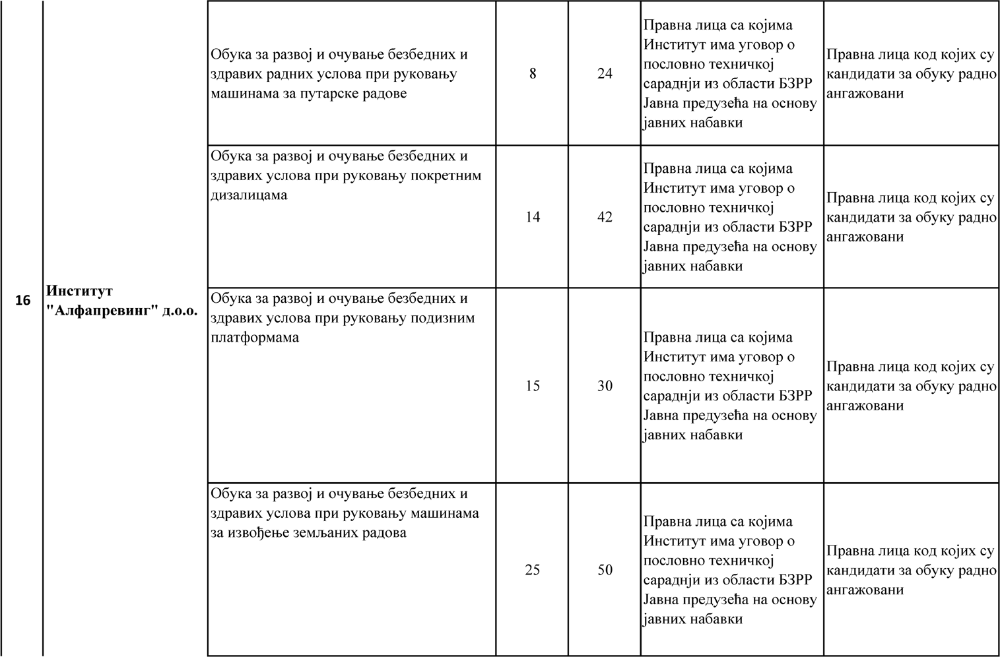 16
Институт
"Алфапревинг" д.о.о.
Обука за развој и очување безбедних и
здравих радних услова при руковању
машинама за путарске радове
8
24
Правна лица са којима
Институт има уговор о
пословно техничкој
сарадњи из области БЗРР
Јавна предузећа на основу
јавних набавки
Правна лица код којих су
кандидати за обуку радно
ангажовани
Обука за развој и очување безбедних и
здравих услова при руковању покретним
дизалицама
14
42
Правна лица са којима
Институт има уговор о
пословно техничкој
сарадњи из области БЗРР
Јавна предузећа на основу
јавних набавки
Правна лица код којих су
кандидати за обуку радно
ангажовани
Обука за развој и очување безбедних и
здравих услова при руковању подизним
платформама
15
30
Правна лица са којима
Институт има уговор о
пословно техничкој
сарадњи из области БЗРР
Јавна предузећа на основу
јавних набавки
Правна лица код којих су
кандидати за обуку радно
ангажовани
Обука за развој и очување безбедних и
здравих услова при руковању машинама
за извођење земљаних радова
25
50
Правна лица са којима
Институт има уговор о
пословно техничкој
сарадњи из области БЗРР
Јавна предузећа на основу
јавних набавки
Правна лица код којих су
кандидати за обуку радно
ангажовани